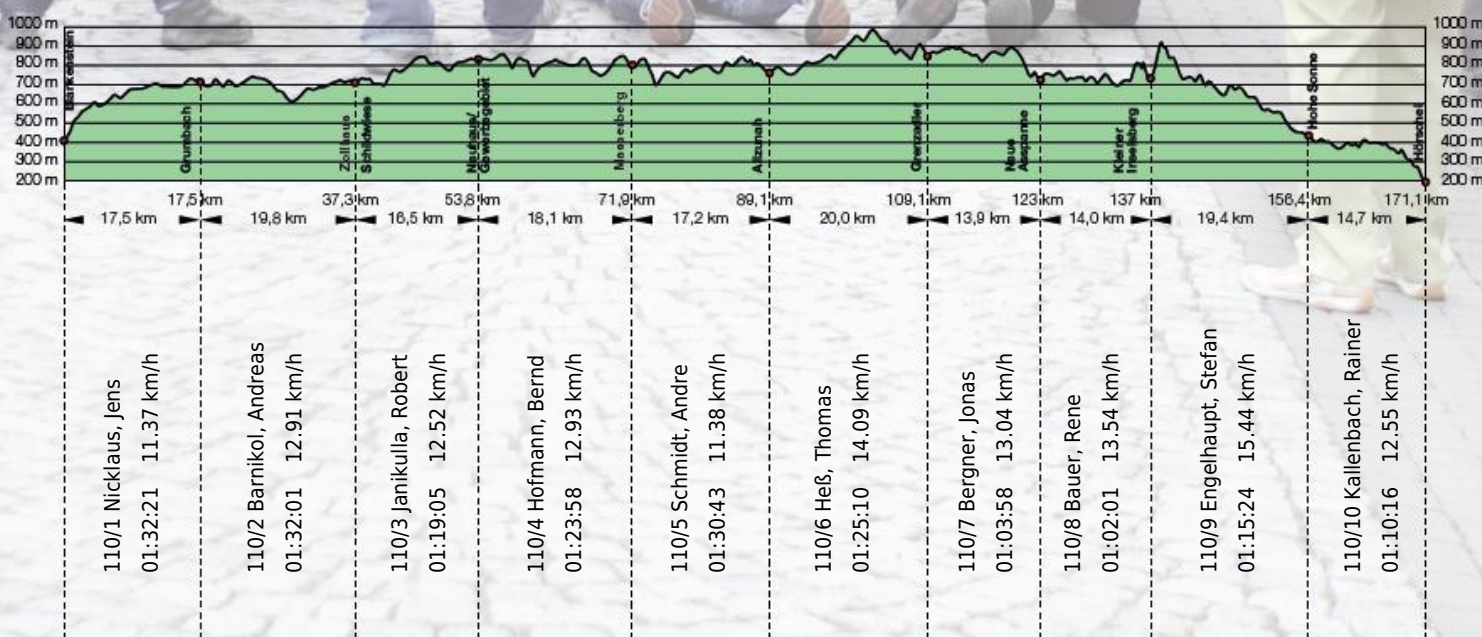 1000 m
900 m
800 m
700 m
600 m
500 m
400 m
300 m
200 m
1000 m
900 m
800 m
700 m
600 m
500 m
400 m
300 m
200 m
Blankenstein
Grumbach
Zollhaus
Schildwiese
Neuhaus/
Masserberg
Allzunah
Grenzadler
Neue
Ausspanne
Kleiner
Inselsberg
Hohe Sonne
Hörschel
17,5 km
37,3 km
53,8 km
71,9 km
89,1 km
109,1 km
123 km
137 km
156,4 km
171,1 km
17,5 km
19,8 km
16,5 km
18,1 km
17,2 km
20,0 km
13,9 km
14,0 km
19,4 km
14,7 km
110/1 Nicklaus, Jens
01:32:21 11.37 km/h
110/2 Barnikol, Andreas
01:32:01 12.91 km/h
110/3 Janikulla, Robert
01:19:05 12.52 km/h
110/4 Hofmann, Bernd
01:23:58 12.93 km/h
110/5 Schmidt, Andre
01:30:43 11.38 km/h
110/6 Heß, Thomas
01:25:10 14.09 km/h
110/7 Bergner, Jonas
01:03:58 13.04 km/h
110/8 Bauer, Rene
01:02:01 13.54 km/h
110/9 Engelhaupt, Stefan
01:15:24 15.44 km/h
110/10 Kallenbach, Rainer
01:10:16 12.55 km/h